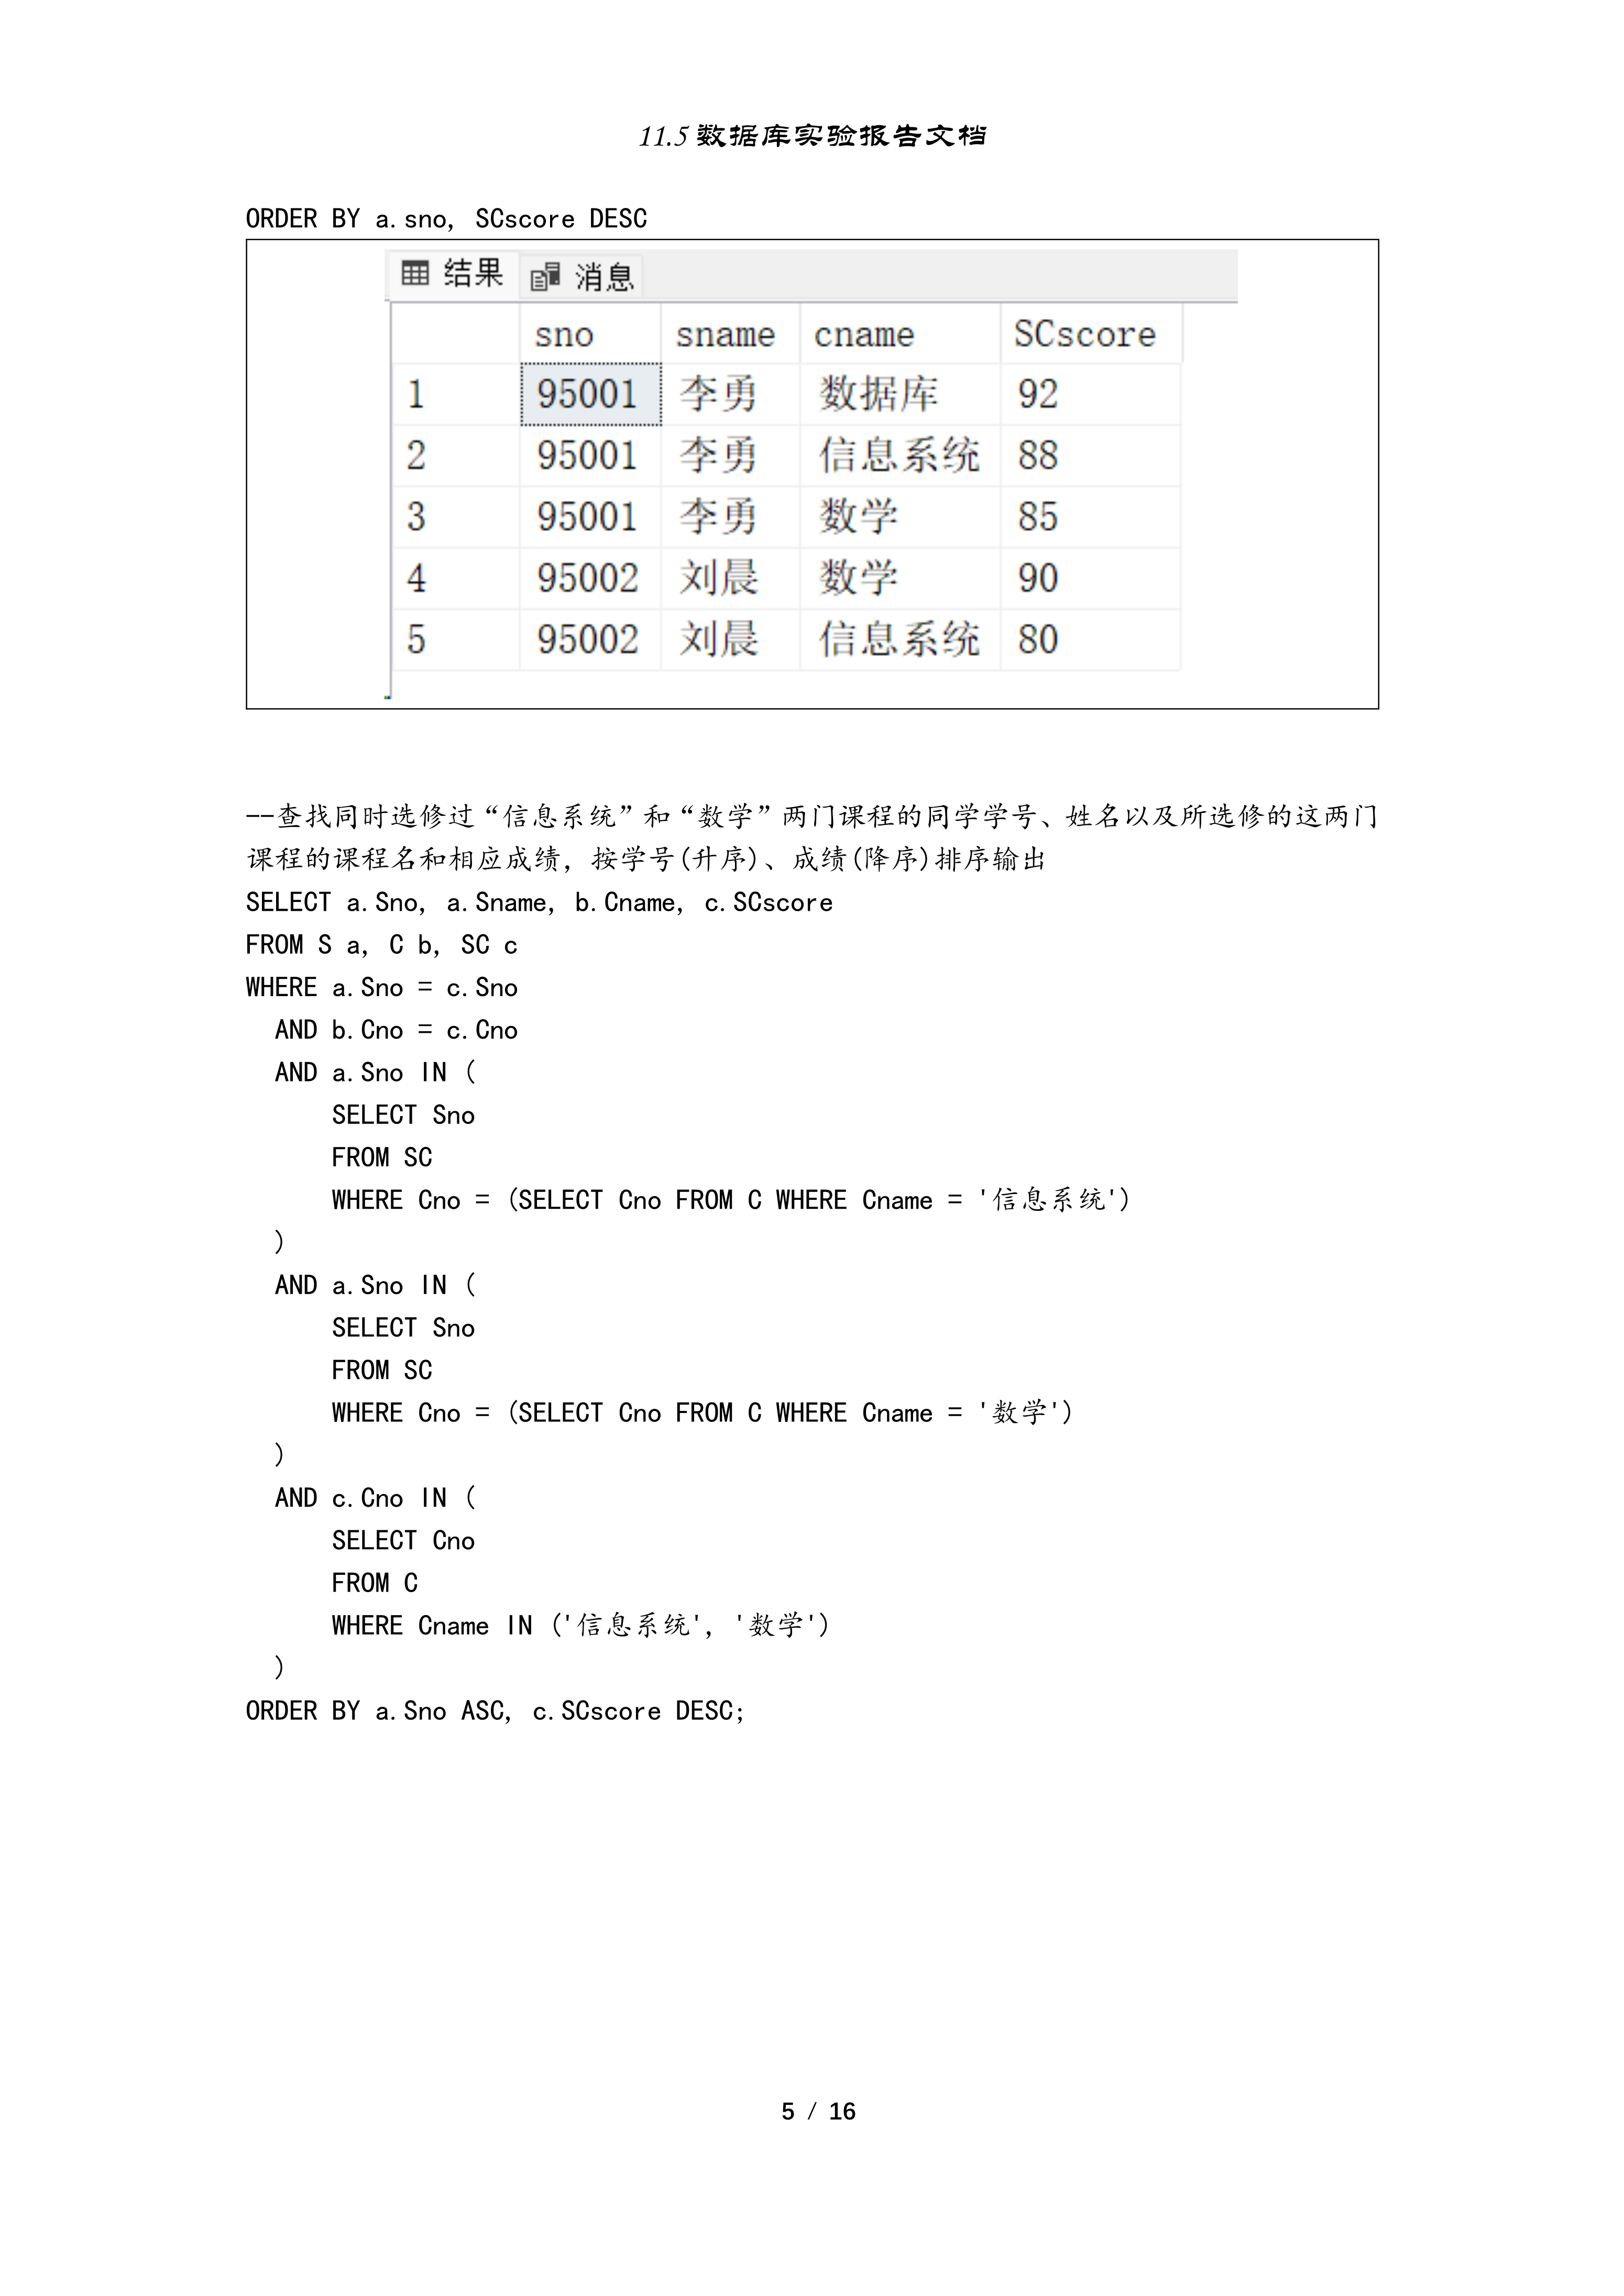 11.5 数据库实验报告文档
ORDER BY a.sno, SCscore DESC
结果 消息
sno sname cname SCscore
1 95001 李勇 数据库 92
2 95001 李勇 信息系统 88
3 95001 李勇 数学 85
4 95002 刘晨 数学 90
5 95002 刘晨 信息系统 80
--查找同时选修过“信息系统”和“数学”两门课程的同学学号、姓名以及所选修的这两门
课程的课程名和相应成绩, 按学号(升序)、成绩(降序)排序输出
SELECT a.Sno, a.Sname, b.Cname, c.SCscore
FROM S a, C b, SC c
WHERE a.Sno = c.Sno
  AND b.Cno = c.Cno
  AND a.Sno IN (
      SELECT Sno
      FROM SC
      WHERE Cno = (SELECT Cno FROM C WHERE Cname = '信息系统')
  )
  AND a.Sno IN (
      SELECT Sno
      FROM SC
      WHERE Cno = (SELECT Cno FROM C WHERE Cname = '数学')
  )
  AND c.Cno IN (
      SELECT Cno
      FROM C
      WHERE Cname IN ('信息系统', '数学')
  )
ORDER BY a.Sno ASC, c.SCscore DESC;
5 / 16